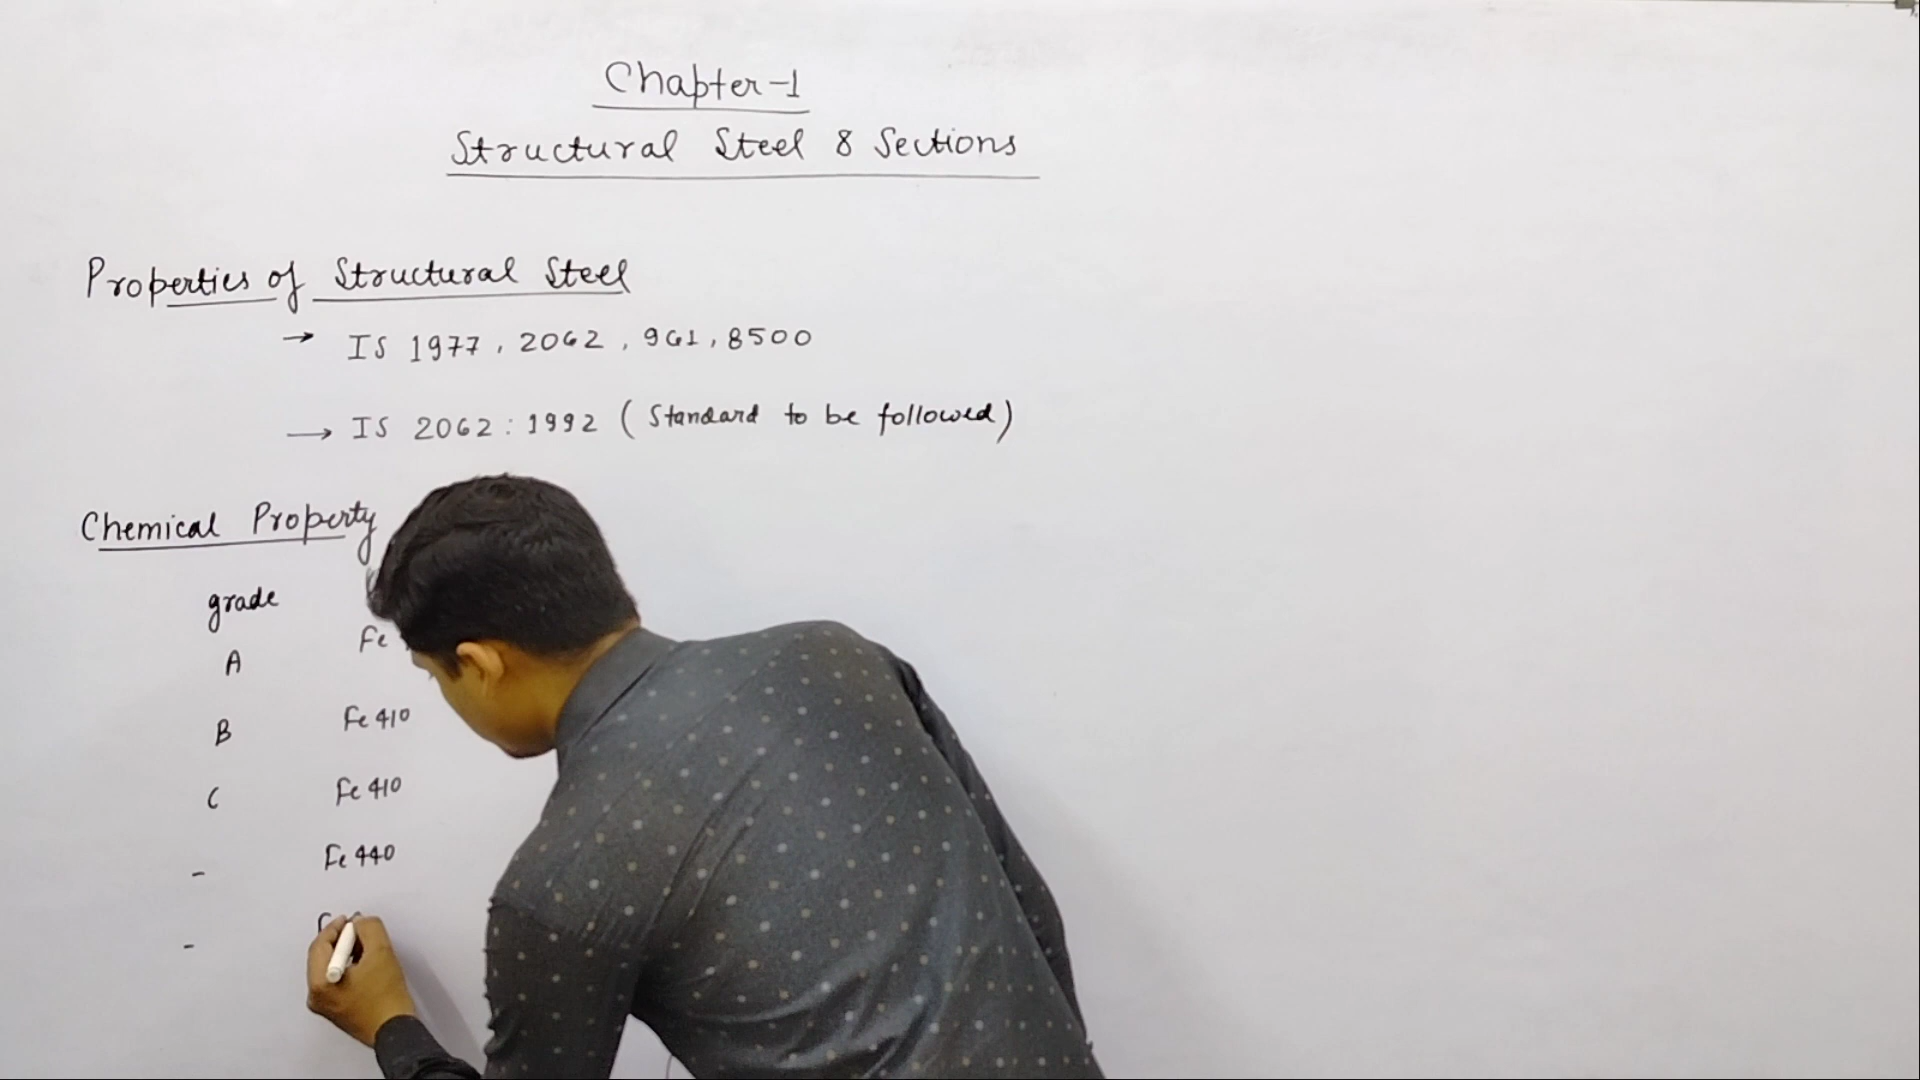 Chapter-1
Structural Steel & Sections
Properties of Structural Steel
→ IS 1977, 2062, 961, 8500
→ IS 2062:1992 (Standard to be followed)
Chemical Property
grade
A Fe
B Fe 410
C Fe 410
- Fe 440
-